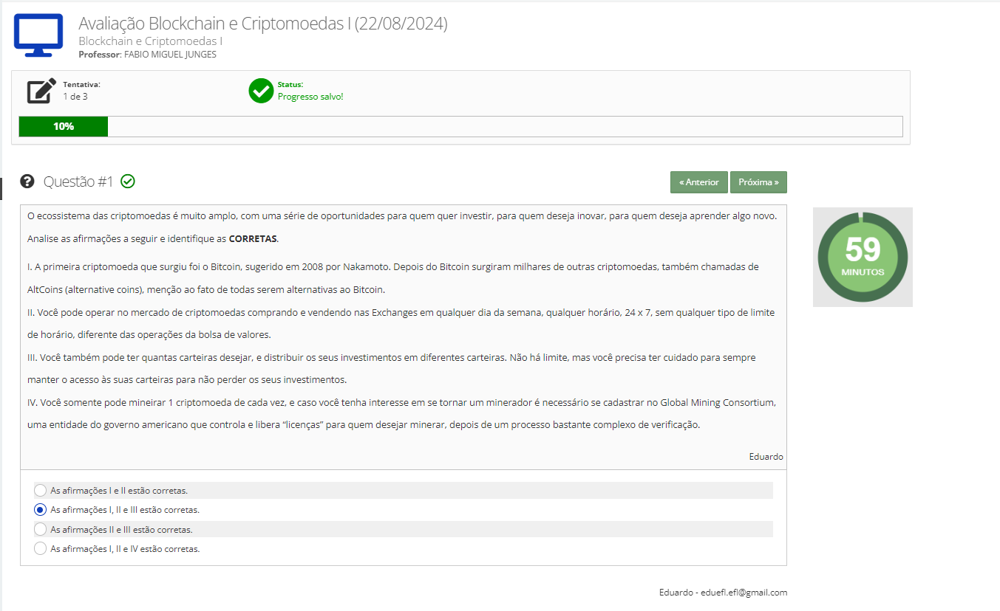 Avaliação Blockchain e Criptomoedas I (22/08/2024)
Blockchain e Criptomoedas I
Professor: FABIO MIGUEL JUNGES
Tentativa:
1 de 3
Status:
Progresso salvo!
10%
Questão #1
« Anterior
Próxima »
O ecossistema das criptomoedas é muito amplo, com uma série de oportunidades para quem quer investir, para quem deseja inovar, para quem deseja aprender algo novo.
Analise as afirmações a seguir e identifique as CORRETAS.
I. A primeira criptomoeda que surgiu foi o Bitcoin, sugerido em 2008 por Nakamoto. Depois do Bitcoin surgiram milhares de outras criptomoedas, também chamadas de
AltCoins (alternative coins), menção ao fato de todas serem alternativas ao Bitcoin.
II. Você pode operar no mercado de criptomoedas comprando e vendendo nas Exchanges em qualquer dia da semana, qualquer horário, 24 x 7, sem qualquer tipo de limite
de horário, diferente das operações da bolsa de valores.
III. Você também pode ter quantas carteiras desejar, e distribuir os seus investimentos em diferentes carteiras. Não há limite, mas você precisa ter cuidado para sempre
manter o acesso às suas carteiras para não perder os seus investimentos.
IV. Você somente pode mineirar 1 criptomoeda de cada vez, e caso você tenha interesse em se tornar um minerador é necessário se cadastrar no Global Mining Consortium,
uma entidade do governo americano que controla e libera “licenças” para quem desejar minerar, depois de um processo bastante complexo de verificação.
Eduardo
59
MINUTOS
As afirmações I e II estão corretas.
As afirmações I, II e III estão corretas.
As afirmações II e III estão corretas.
As afirmações I, II e IV estão corretas.
Eduardo - eduefl.efl@gmail.com